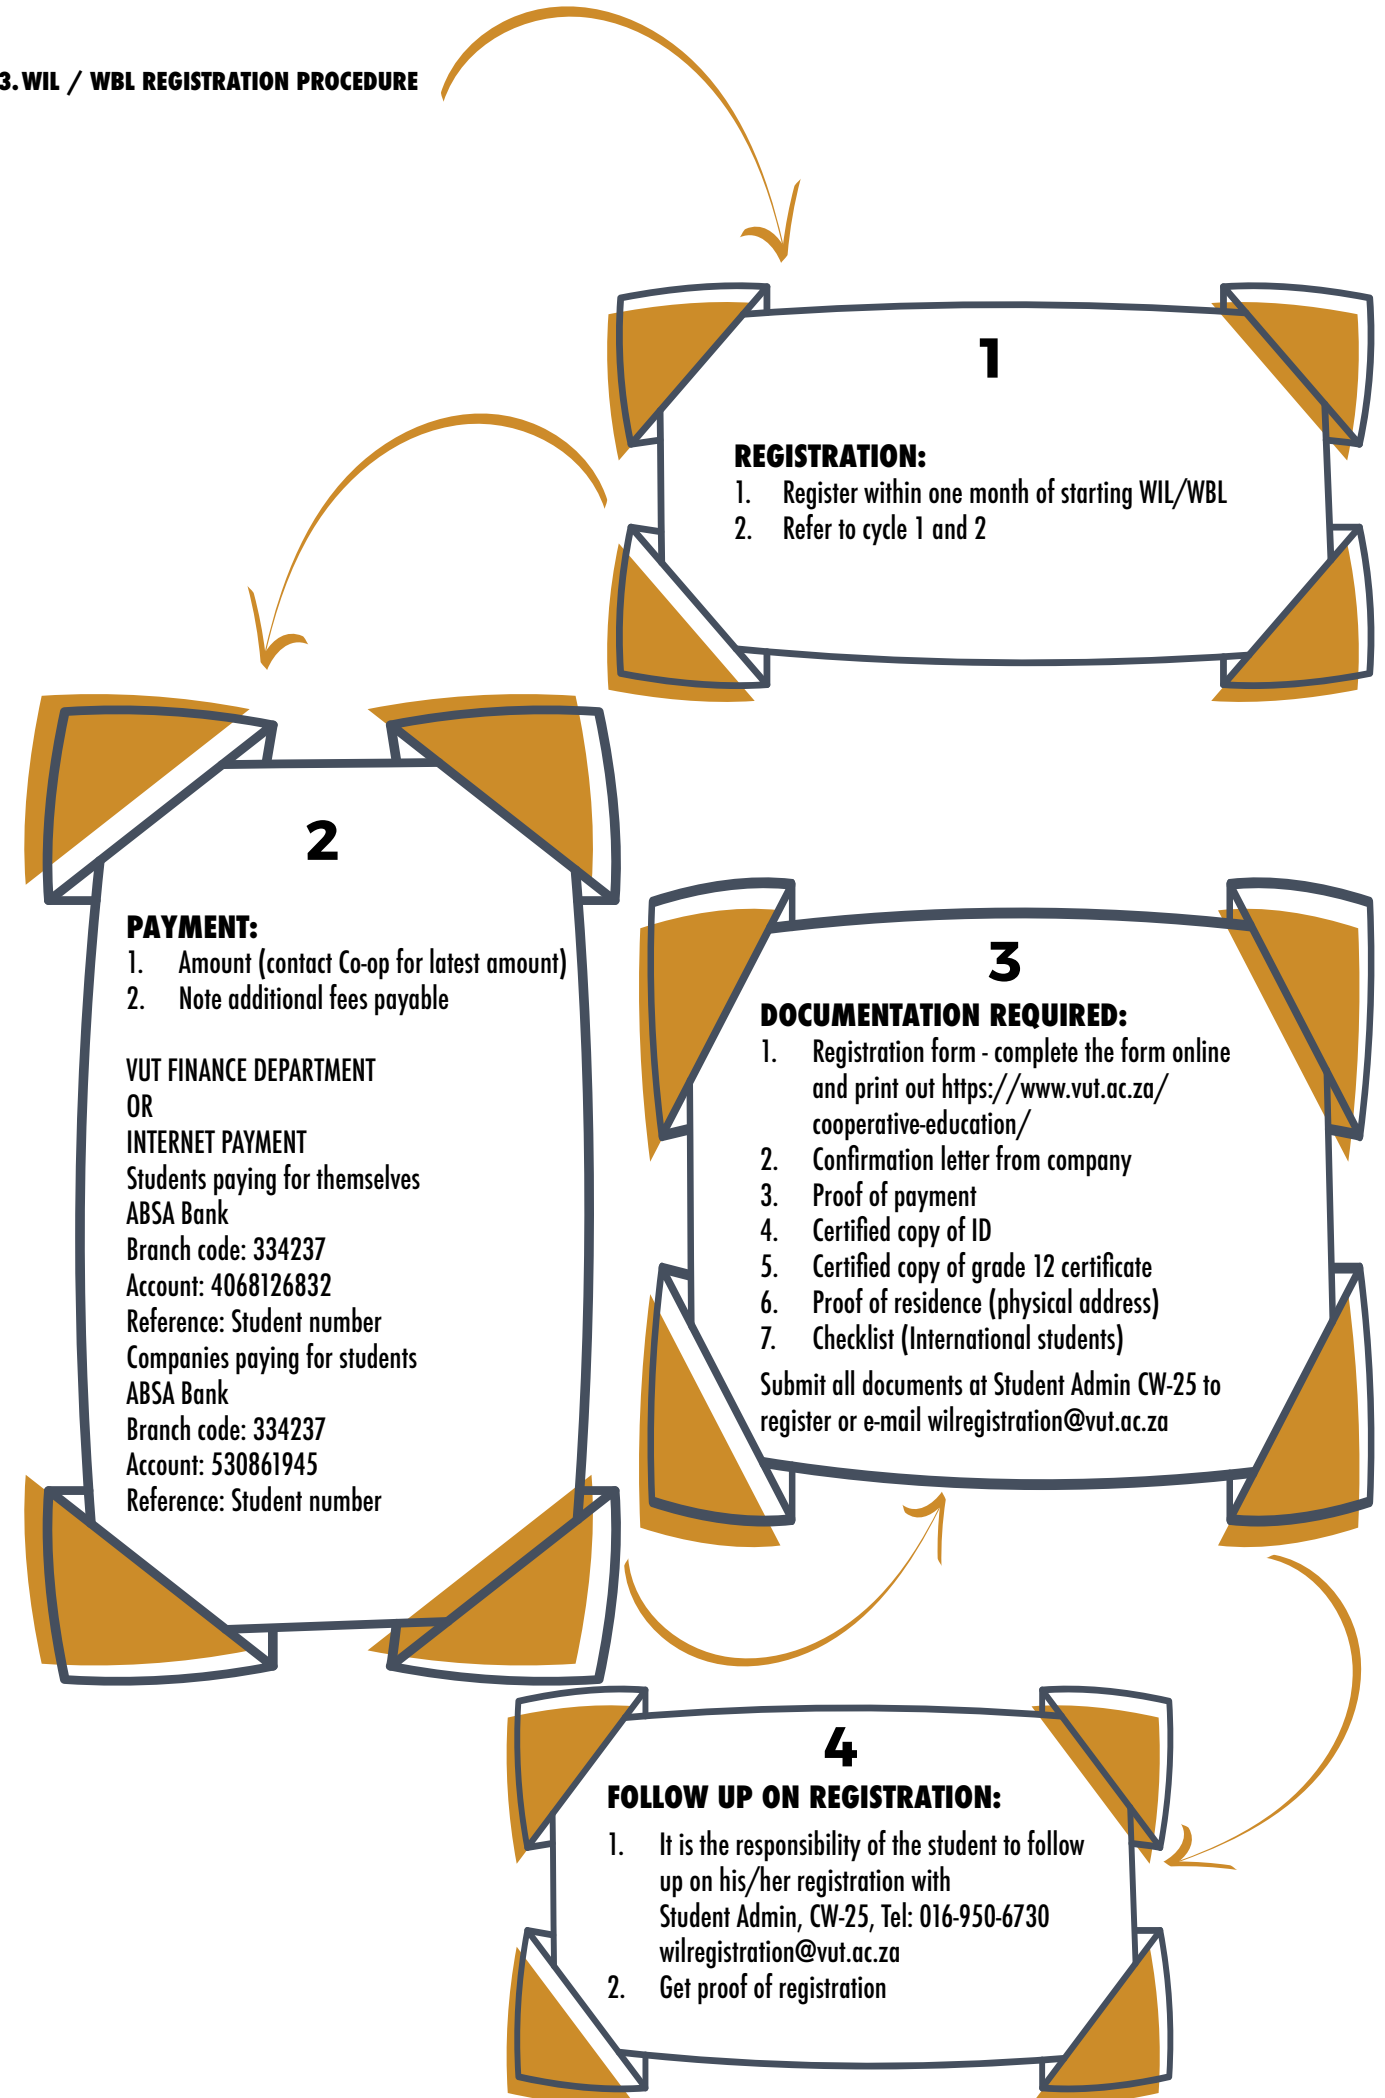 3. WIL / WBL REGISTRATION PROCEDURE
1
REGISTRATION:
1. Register within one month of starting WIL/WBL
2. Refer to cycle 1 and 2
2
PAYMENT:
1. Amount (contact Co-op for latest amount)
2. Note additional fees payable
VUT FINANCE DEPARTMENT
OR
INTERNET PAYMENT
Students paying for themselves
ABSA Bank
Branch code: 334237
Account: 4068126832
Reference: Student number
Companies paying for students
ABSA Bank
Branch code: 334237
Account: 530861945
Reference: Student number
3
DOCUMENTATION REQUIRED:
1. Registration form - complete the form online
and print out https://www.vut.ac.za/
cooperative-education/
2. Confirmation letter from company
3. Proof of payment
4. Certified copy of ID
5. Certified copy of grade 12 certificate
6. Proof of residence (physical address)
7. Checklist (International students)
Submit all documents at Student Admin CW-25 to
register or e-mail wilregistration@vut.ac.za
4
FOLLOW UP ON REGISTRATION:
1. It is the responsibility of the student to follow
up on his/her registration with
Student Admin, CW-25, Tel: 016-950-6730
wilregistration@vut.ac.za
2. Get proof of registration